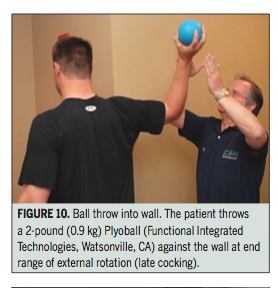 FIGURE 10. Ball throw into wall. The patient throws
a 2-pound (0.9 kg) Plyoball (Functional Integrated
Technologies, Watsonville, CA) against the wall at end
range of external rotation (late cocking).